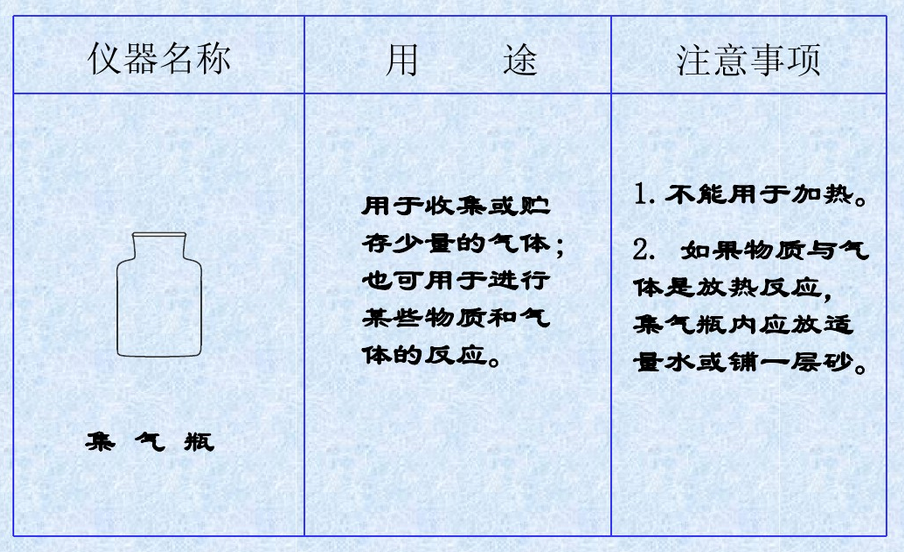 仪器名称
用 途
注意事项
集 气 瓶
用于收集或贮
存少量的气体；
也可用于进行
某些物质和气
体的反应。
1.不能用于加热。
2. 如果物质与气
体是放热反应，
集气瓶内应放适
量水或铺一层砂。